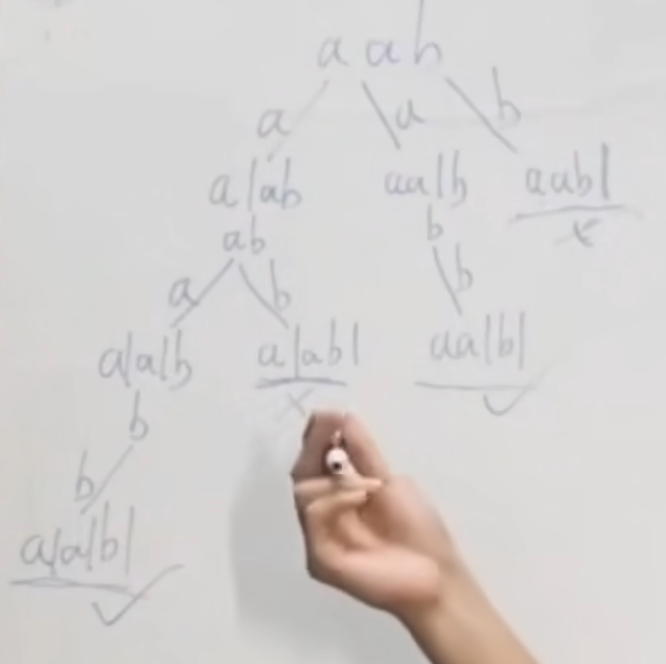 aab
a a b
a|ab aa|b aab|
ab b x
a b b
a|a|b a|ab| aa|b|
b x ✓
b
a|a|b|
✓